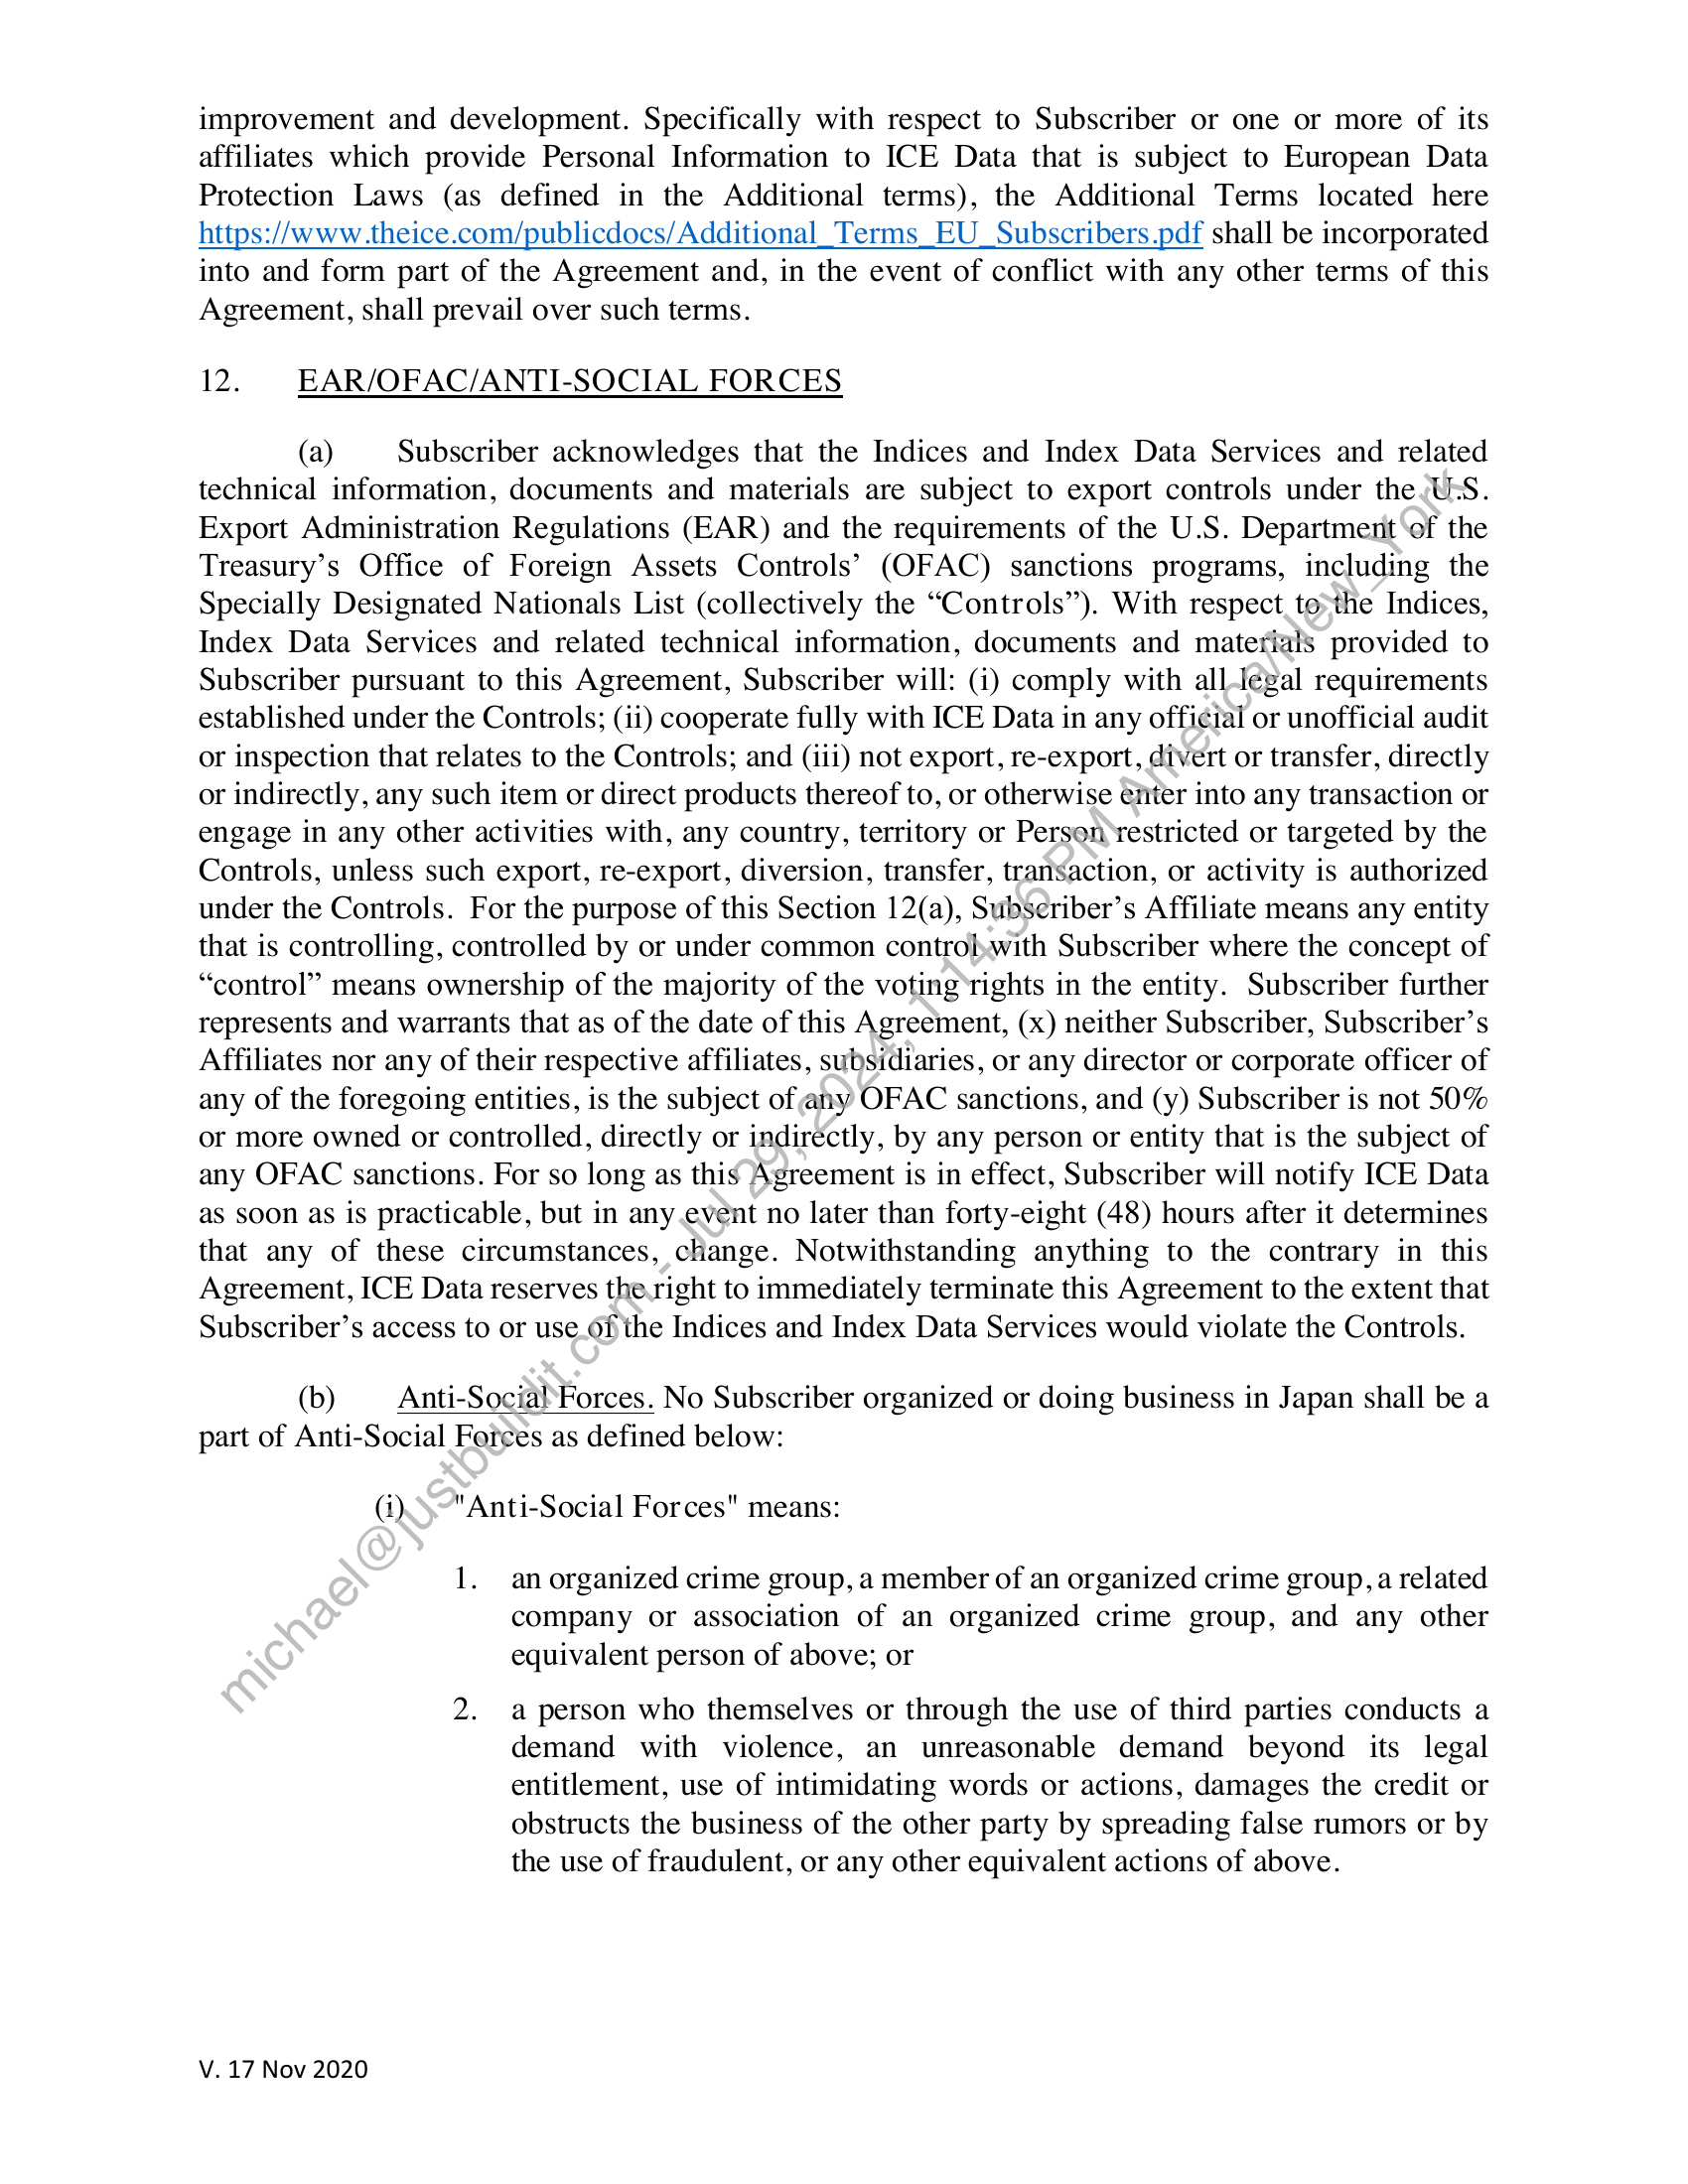 improvement and development. Specifically with respect to Subscriber or one or more of its
affiliates which provide Personal Information to ICE Data that is subject to European Data
Protection Laws (as defined in the Additional terms), the Additional Terms located here
https://www.theice.com/publicdocs/Additional_Terms_EU_Subscribers.pdf shall be incorporated
into and form part of the Agreement and, in the event of conflict with any other terms of this
Agreement, shall prevail over such terms.
12. EAR/OFAC/ANTI-SOCIAL FORCES
(a) Subscriber acknowledges that the Indices and Index Data Services and related
technical information, documents and materials are subject to export controls under the U.S.
Export Administration Regulations (EAR) and the requirements of the U.S. Department of the
Treasury’s Office of Foreign Assets Controls’ (OFAC) sanctions programs, including the
Specially Designated Nationals List (collectively the “Controls”). With respect to the Indices,
Index Data Services and related technical information, documents and materials provided to
Subscriber pursuant to this Agreement, Subscriber will: (i) comply with all legal requirements
established under the Controls; (ii) cooperate fully with ICE Data in any official or unofficial audit
or inspection that relates to the Controls; and (iii) not export, re-export, divert or transfer, directly
or indirectly, any such item or direct products thereof to, or otherwise enter into any transaction or
engage in any other activities with, any country, territory or Person restricted or targeted by the
Controls, unless such export, re-export, diversion, transfer, transaction, or activity is authorized
under the Controls. For the purpose of this Section 12(a), Subscriber’s Affiliate means any entity
that is controlling, controlled by or under common control with Subscriber where the concept of
“control” means ownership of the majority of the voting rights in the entity. Subscriber further
represents and warrants that as of the date of this Agreement, (x) neither Subscriber, Subscriber’s
Affiliates nor any of their respective affiliates, subsidiaries, or any director or corporate officer of
any of the foregoing entities, is the subject of any OFAC sanctions, and (y) Subscriber is not 50%
or more owned or controlled, directly or indirectly, by any person or entity that is the subject of
any OFAC sanctions. For so long as this Agreement is in effect, Subscriber will notify ICE Data
as soon as is practicable, but in any event no later than forty-eight (48) hours after it determines
that any of these circumstances, change. Notwithstanding anything to the contrary in this
Agreement, ICE Data reserves the right to immediately terminate this Agreement to the extent that
Subscriber’s access to or use of the Indices and Index Data Services would violate the Controls.
(b) Anti-Social Forces. No Subscriber organized or doing business in Japan shall be a
part of Anti-Social Forces as defined below:
(i) "Anti-Social Forces" means:
1. an organized crime group, a member of an organized crime group, a related
company or association of an organized crime group, and any other
equivalent person of above; or
2. a person who themselves or through the use of third parties conducts a
demand with violence, an unreasonable demand beyond its legal
entitlement, use of intimidating words or actions, damages the credit or
obstructs the business of the other party by spreading false rumors or by
the use of fraudulent, or any other equivalent actions of above.
V. 17 Nov 2020
michael@justbuildit.com - Jul 29, 2024, 1:14:36 PM America/New_York